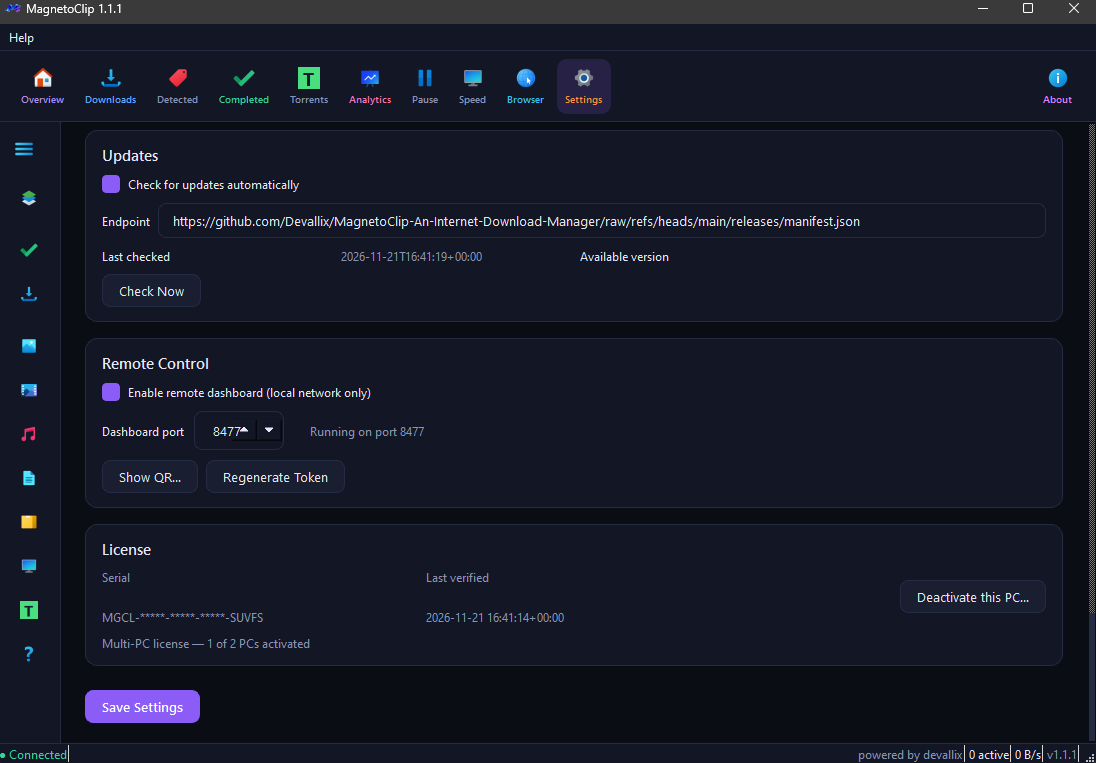 MagnetoClip 1.1.1
Help
Overview Downloads Detected Completed Torrents Analytics Pause Speed Browser Settings About
Updates
Check for updates automatically
Endpoint https://github.com/Devallix/MagnetoClip-An-Internet-Download-Manager/raw/refs/heads/main/releases/manifest.json
Last checked 2026-11-21T16:41:19+00:00 Available version
Check Now
Remote Control
Enable remote dashboard (local network only)
Dashboard port 8477 Running on port 8477
Show QR... Regenerate Token
License
Serial Last verified
Deactivate this PC...
MGCL-*****-*****-*****-SUVFS 2026-11-21 16:41:14+00:00
Multi-PC license — 1 of 2 PCs activated
Save Settings
Connected powered by devallix 0 active 0 B/s v1.1.1